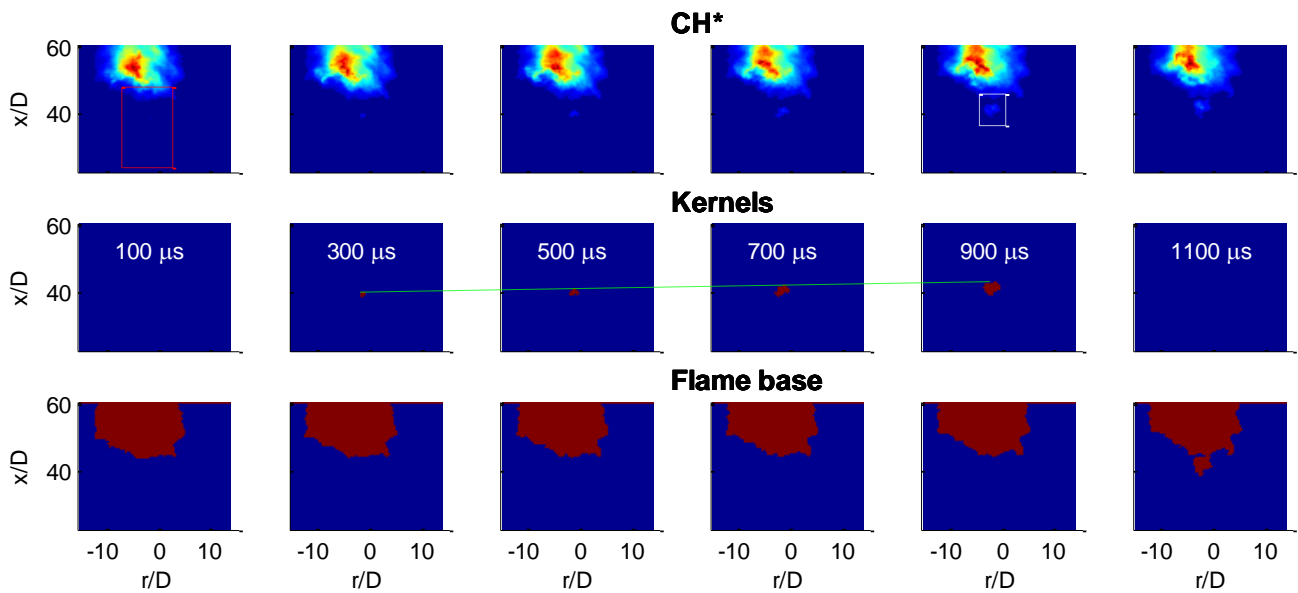 CH*
60
40
x/D
Kernels
60
40
x/D
100 μs
300 μs
500 μs
700 μs
900 μs
1100 μs
Flame base
60
40
x/D
-10 0 10 -10 0 10 -10 0 10 -10 0 10 -10 0 10 -10 0 10
r/D r/D r/D r/D r/D r/D